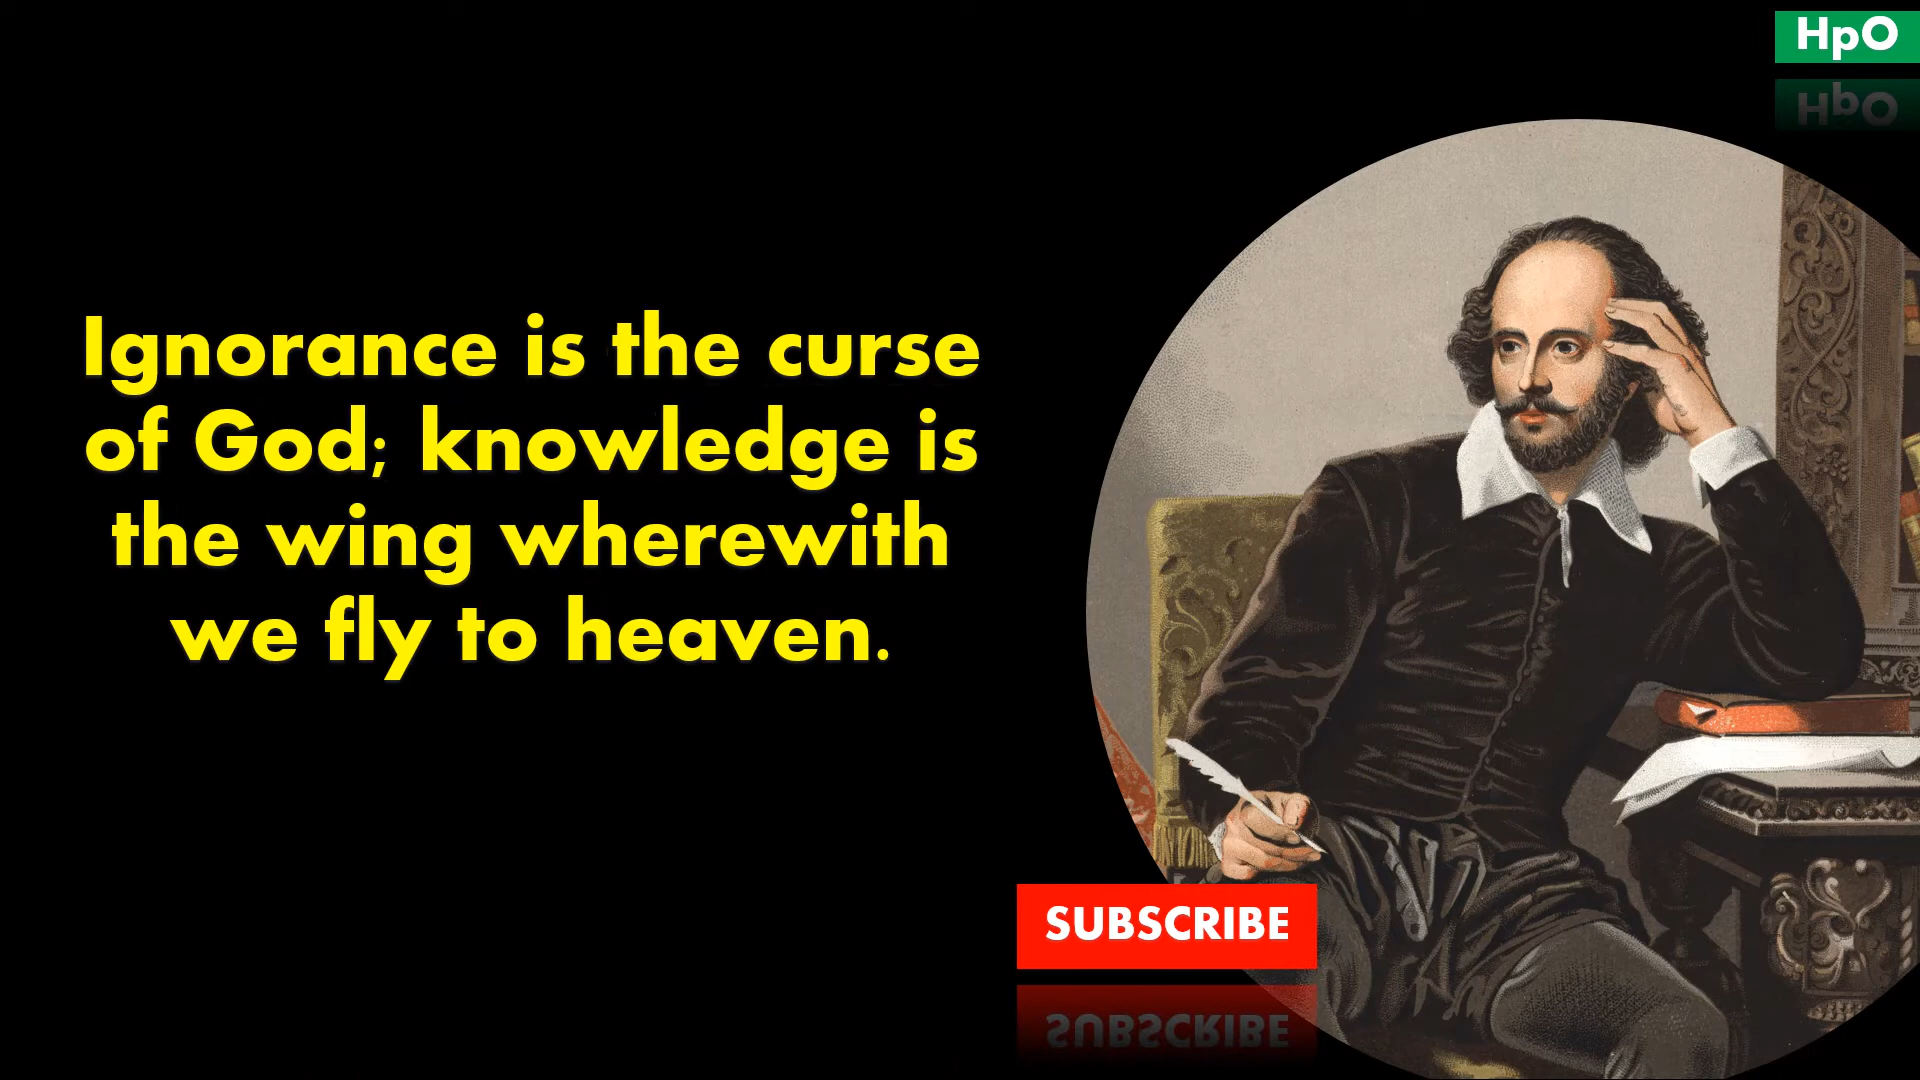 HpO
Ignorance is the curse
of God; knowledge is
the wing wherewith
we fly to heaven.
SUBSCRIBE